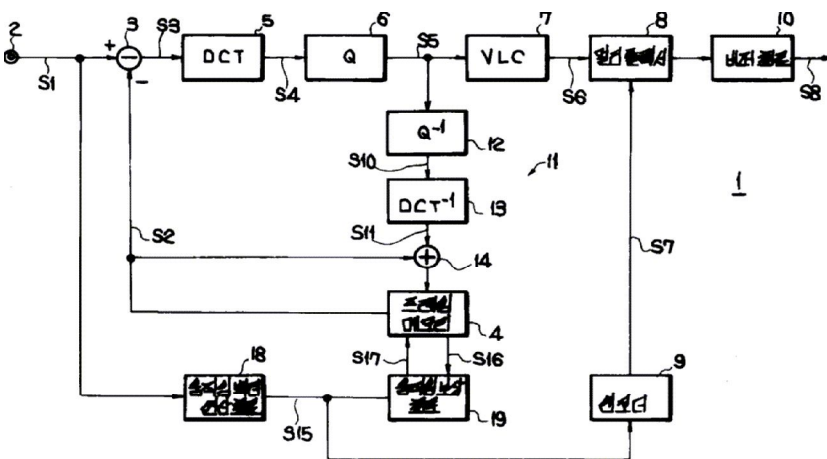 2
3
5
6
7
8
10
S1
+
−
S3
DCT
S4
Q
S5
VLC
S6
S8
Q⁻¹
12
S10
11
1
DCT⁻¹
13
S2
S11
+
14
S7
4
S17
S16
18
9
S15
19